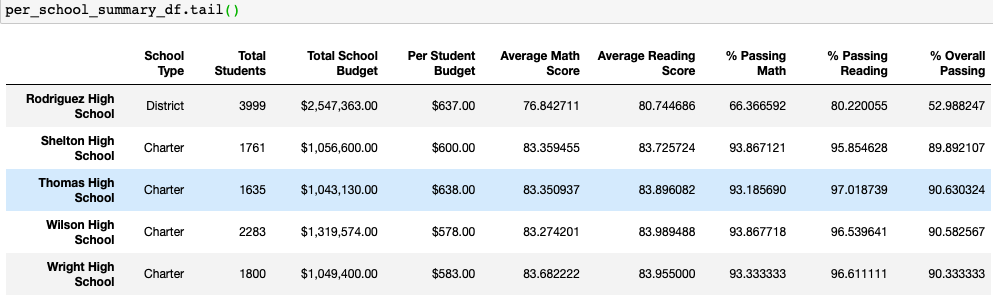 per_school_summary_df.tail()
School Type Total Students Total School Budget Per Student Budget Average Math Score Average Reading Score % Passing Math % Passing Reading % Overall Passing
Rodriguez High School District 3999 $2,547,363.00 $637.00 76.842711 80.744686 66.366592 80.220055 52.988247
Shelton High School Charter 1761 $1,056,600.00 $600.00 83.359455 83.725724 93.867121 95.854628 89.892107
Thomas High School Charter 1635 $1,043,130.00 $638.00 83.350937 83.896082 93.185690 97.018739 90.630324
Wilson High School Charter 2283 $1,319,574.00 $578.00 83.274201 83.989488 93.867718 96.539641 90.582567
Wright High School Charter 1800 $1,049,400.00 $583.00 83.682222 83.955000 93.333333 96.611111 90.333333